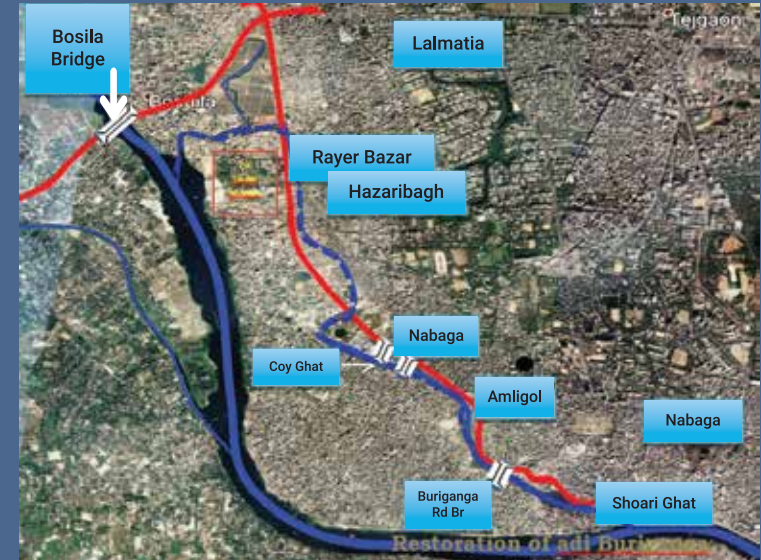 Bosila
Bridge
Lalmatia
Tejgaon
Rayer Bazar
Hazaribagh
Nabaga
Coy Ghat
Amligol
Nabaga
Buriganga
Rd Br
Shoari Ghat
Restoration of adi